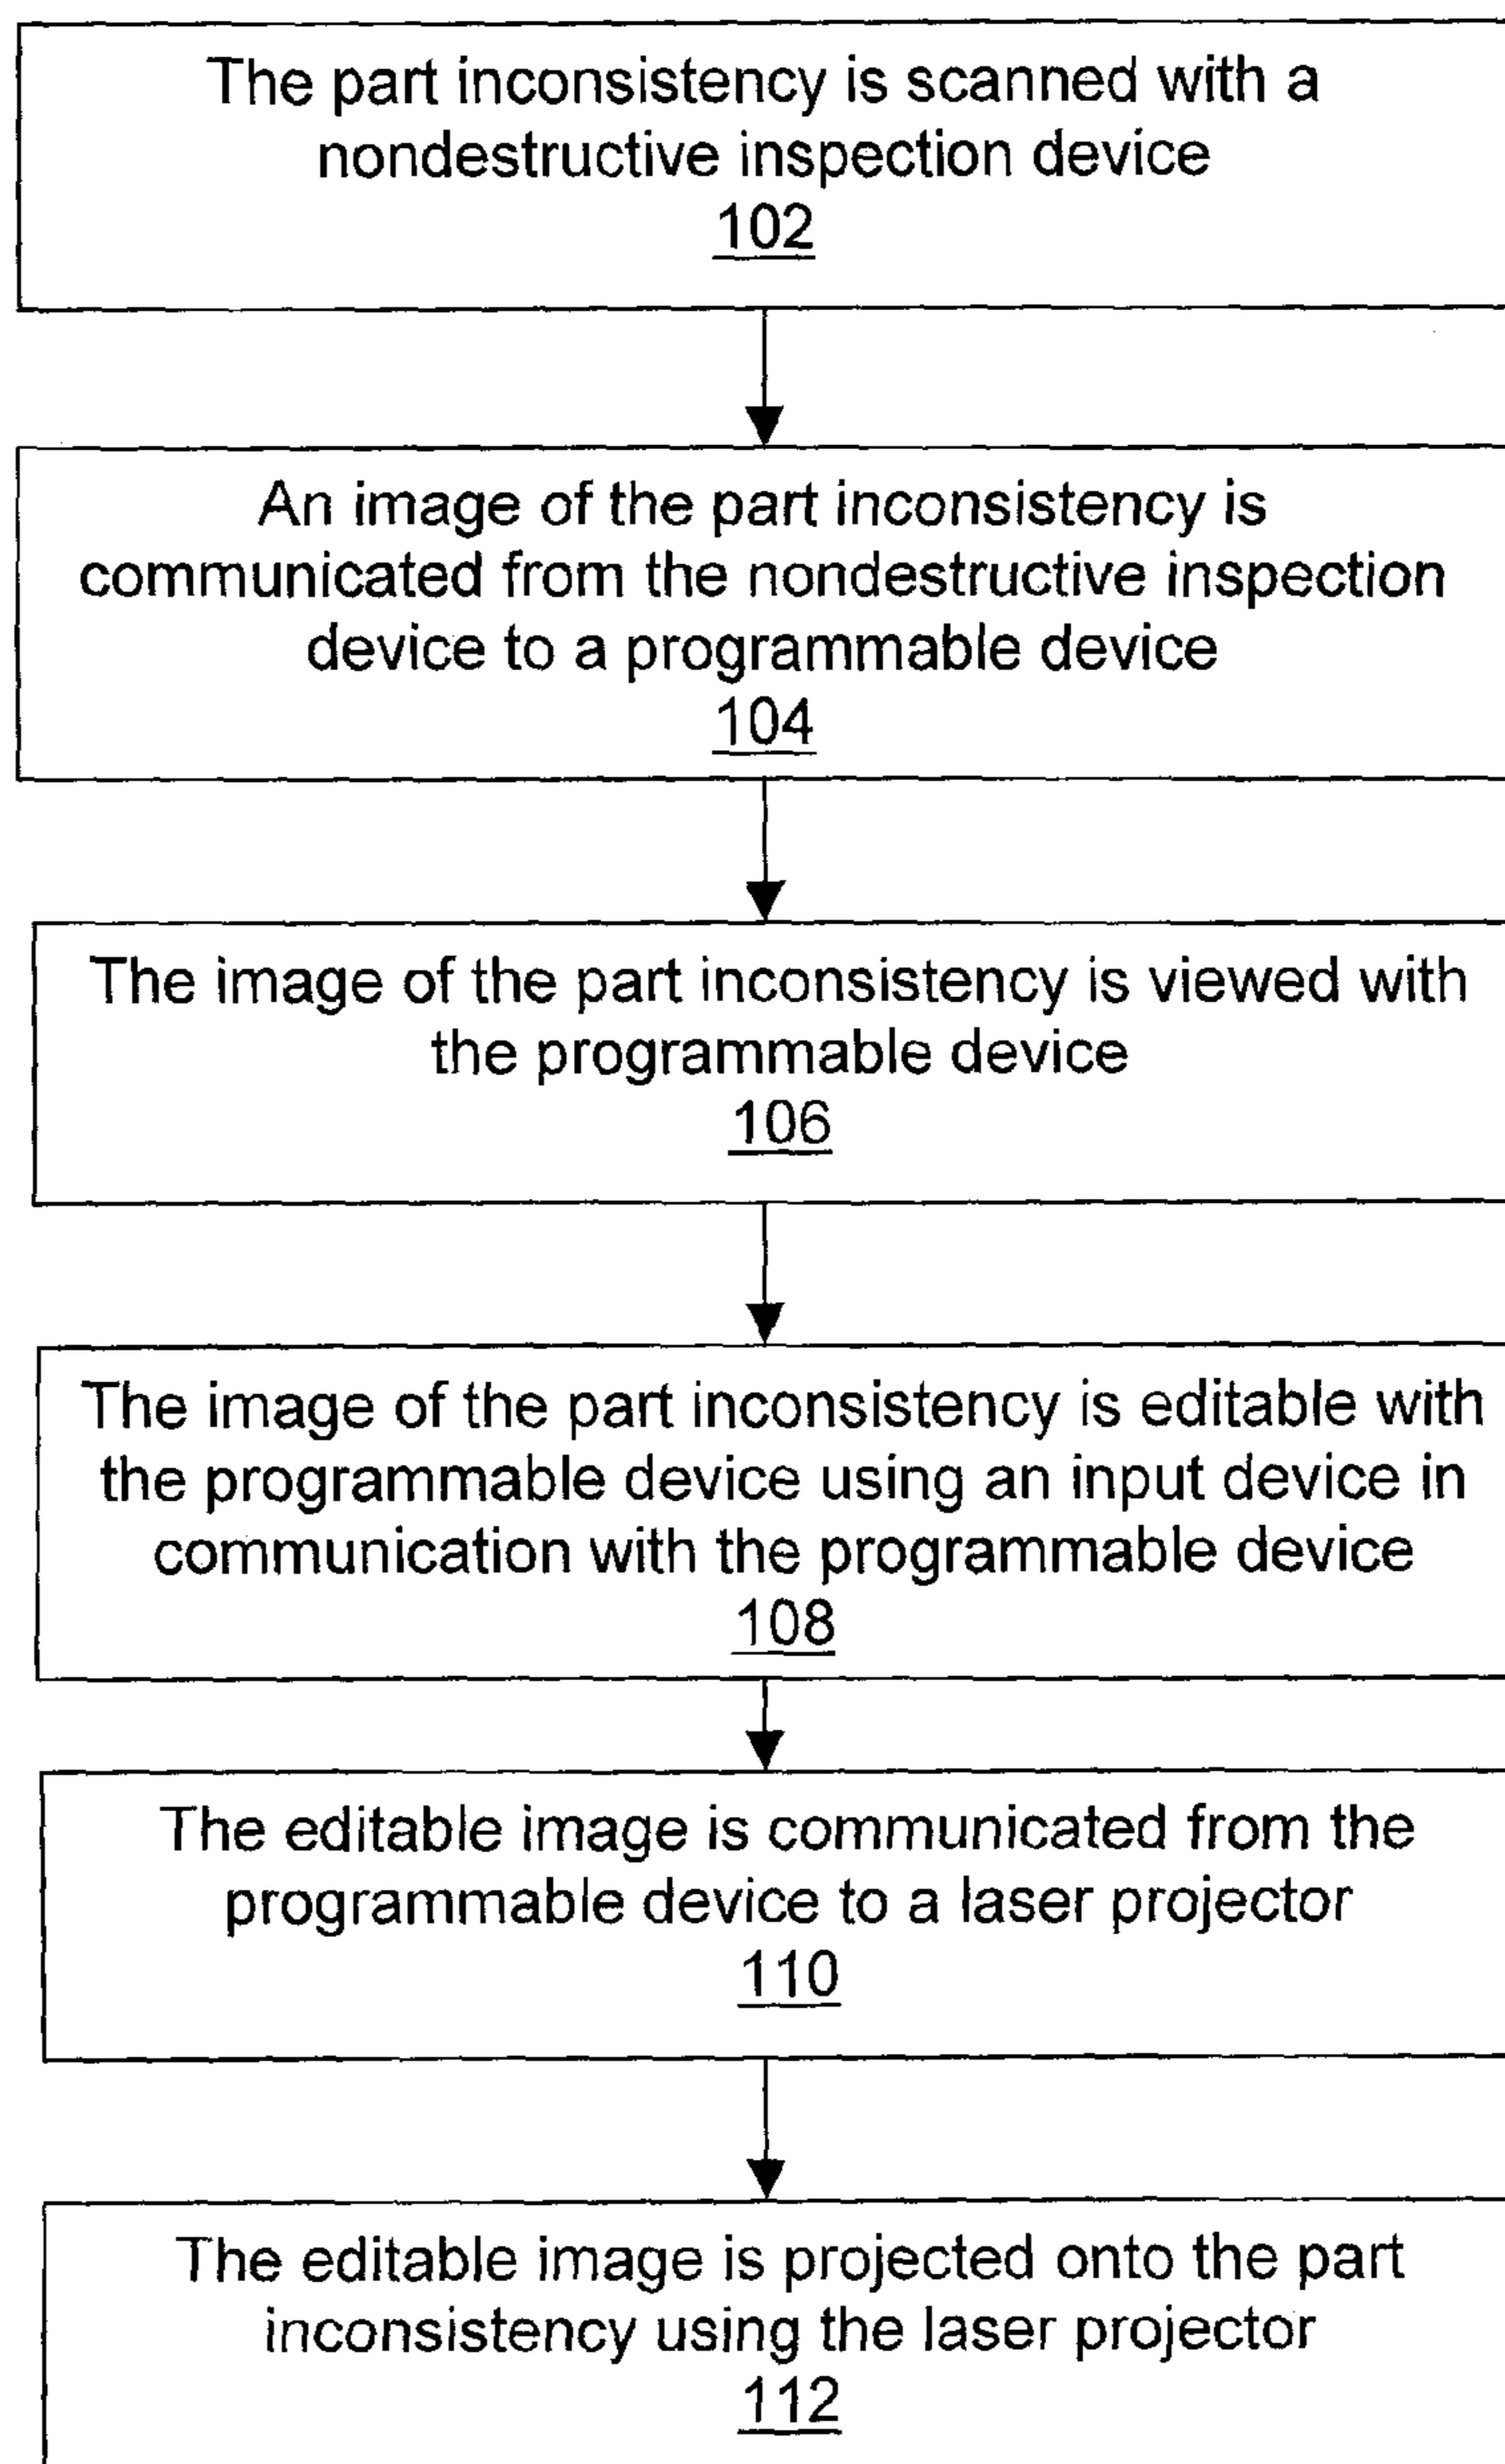 The part inconsistency is scanned with a
nondestructive inspection device
102
An image of the part inconsistency is
communicated from the nondestructive inspection
device to a programmable device
104
The image of the part inconsistency is viewed with
the programmable device
106
The image of the part inconsistency is editable with
the programmable device using an input device in
communication with the programmable device
108
The editable image is communicated from the
programmable device to a laser projector
110
The editable image is projected onto the part
inconsistency using the laser projector
112